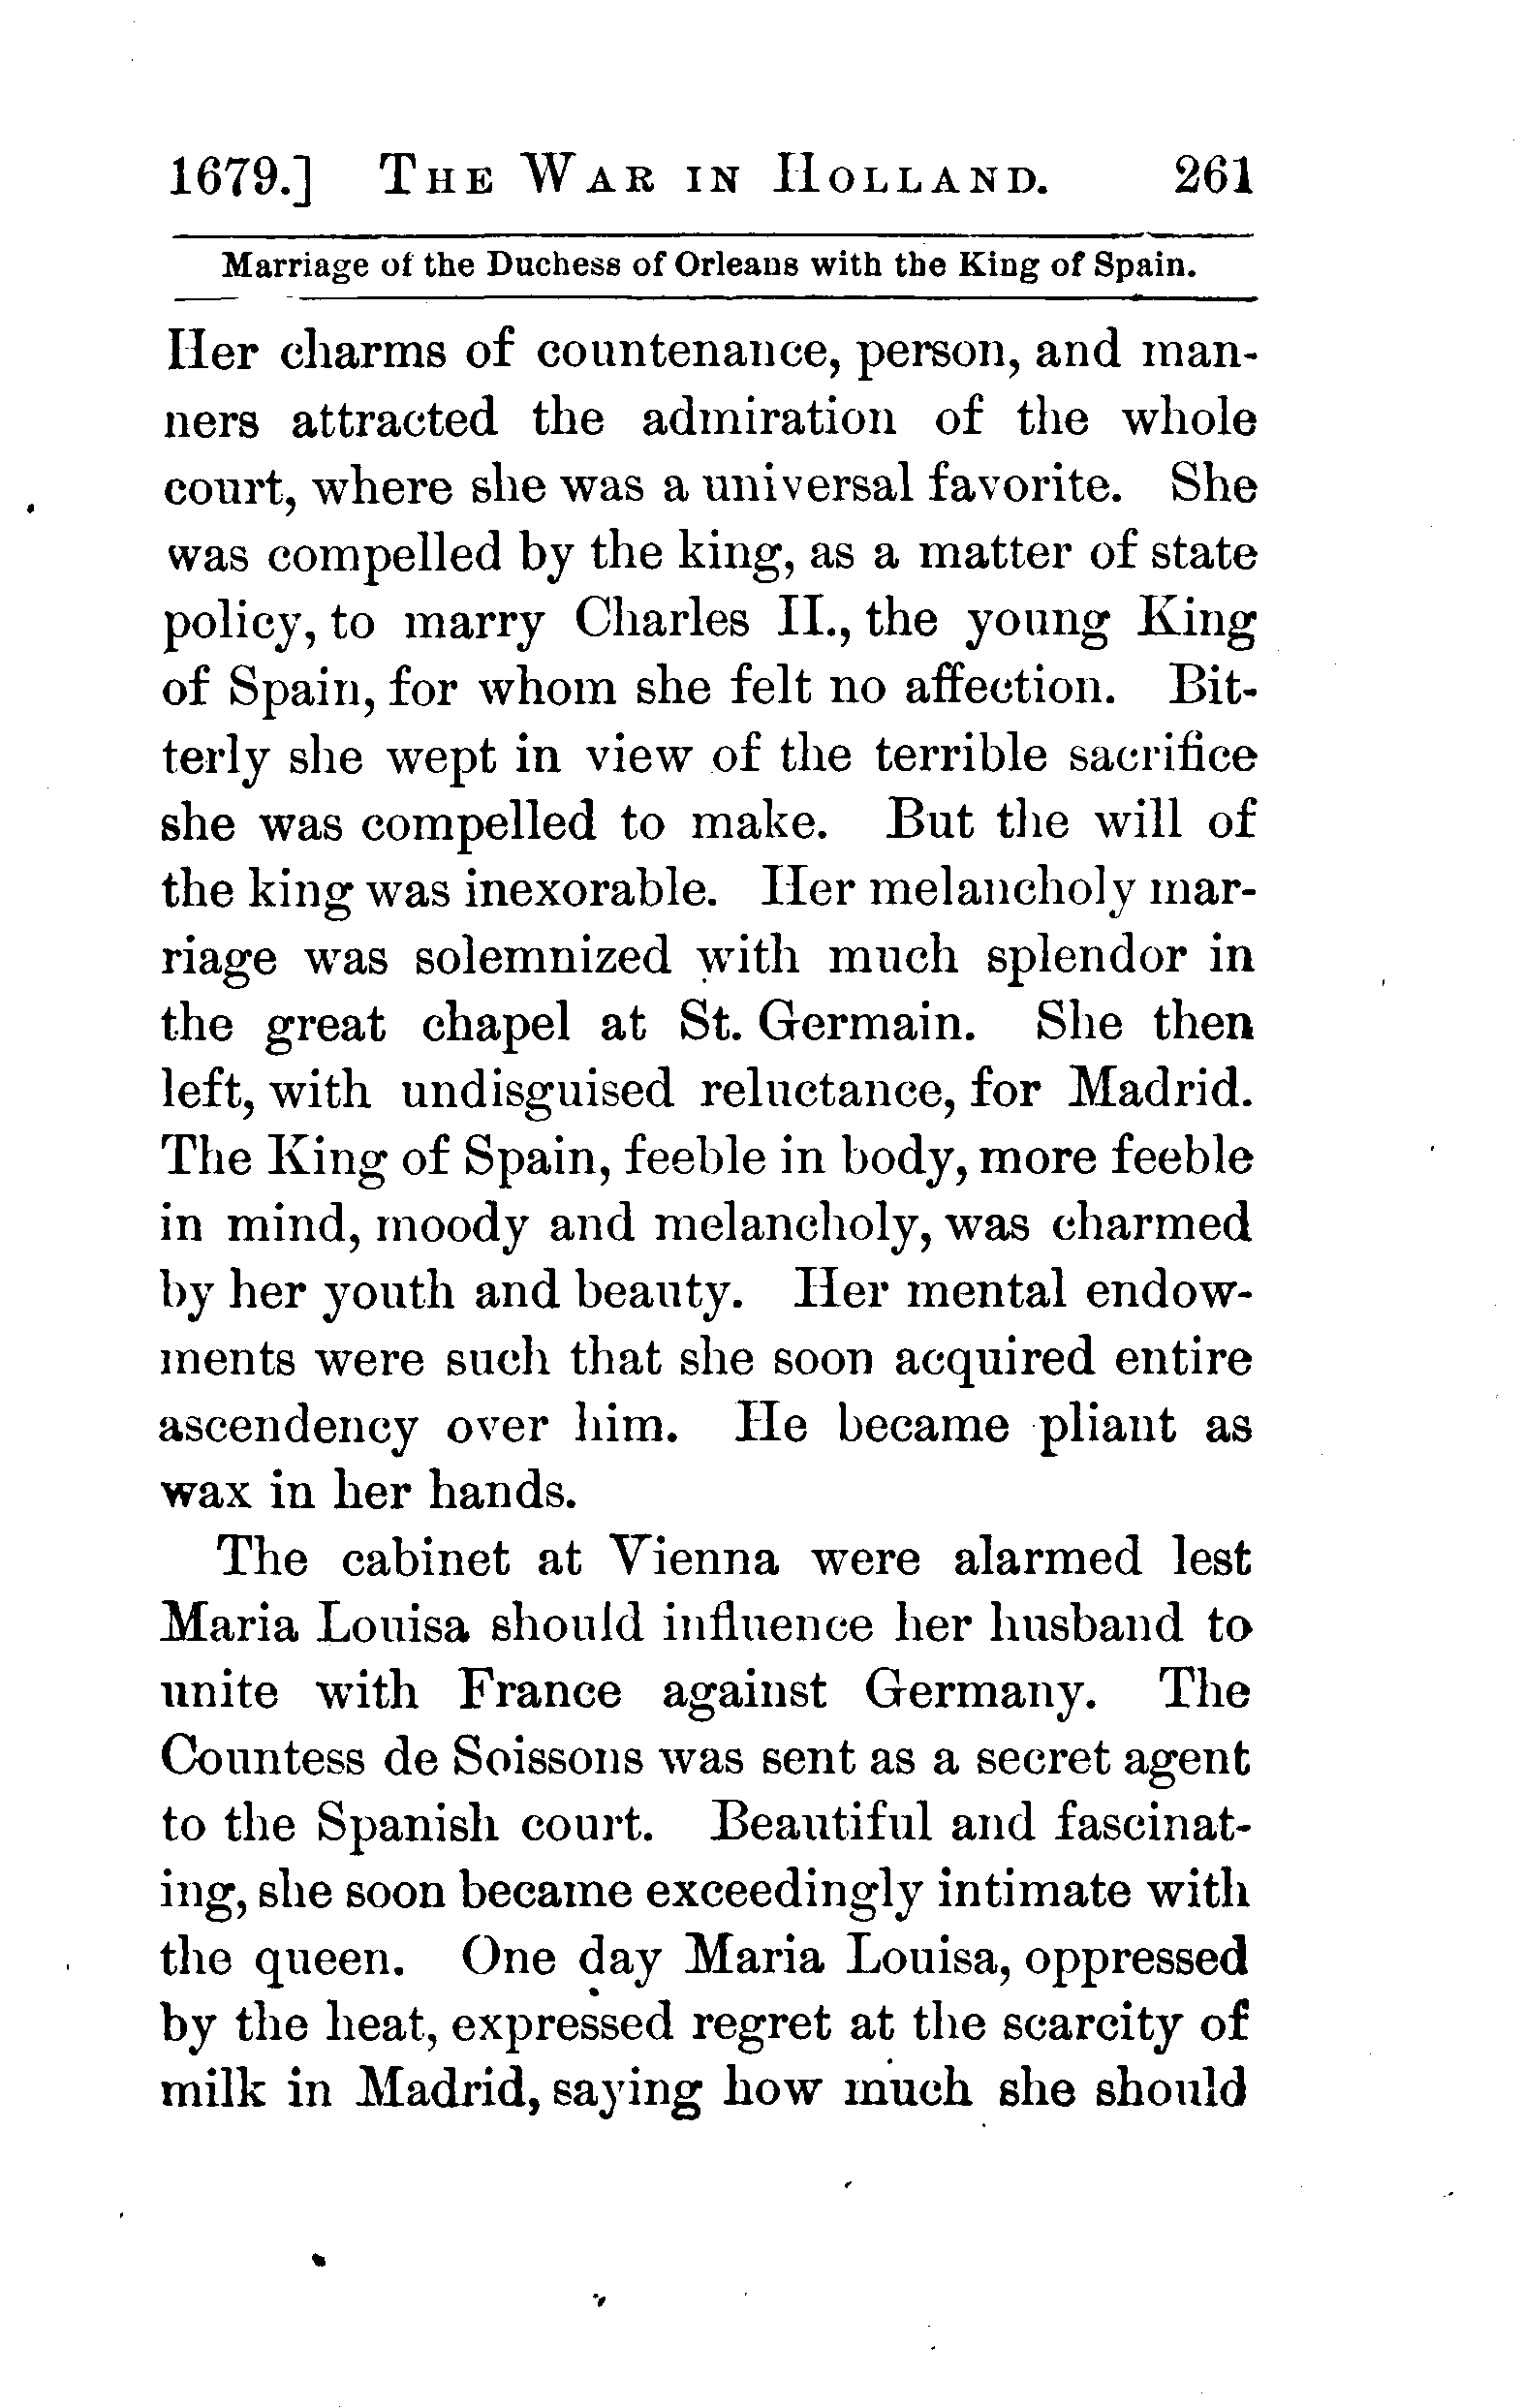 1679.] The War in Holland. 261
Marriage of the Duchess of Orleans with the King of Spain.
Her charms of countenance, person, and man-
ners attracted the admiration of the whole
court, where she was a universal favorite. She
was compelled by the king, as a matter of state
policy, to marry Charles II., the young King
of Spain, for whom she felt no affection. Bit-
terly she wept in view of the terrible sacrifice
she was compelled to make. But the will of
the king was inexorable. Her melancholy mar-
riage was solemnized with much splendor in
the great chapel at St. Germain. She then
left, with undisguised reluctance, for Madrid.
The King of Spain, feeble in body, more feeble
in mind, moody and melancholy, was charmed
by her youth and beauty. Her mental endow-
ments were such that she soon acquired entire
ascendency over him. He became pliant as
wax in her hands.
The cabinet at Vienna were alarmed lest
Maria Louisa should influence her husband to
unite with France against Germany. The
Countess de Soissons was sent as a secret agent
to the Spanish court. Beautiful and fascinat-
ing, she soon became exceedingly intimate with
the queen. One day Maria Louisa, oppressed
by the heat, expressed regret at the scarcity of
milk in Madrid, saying how much she should